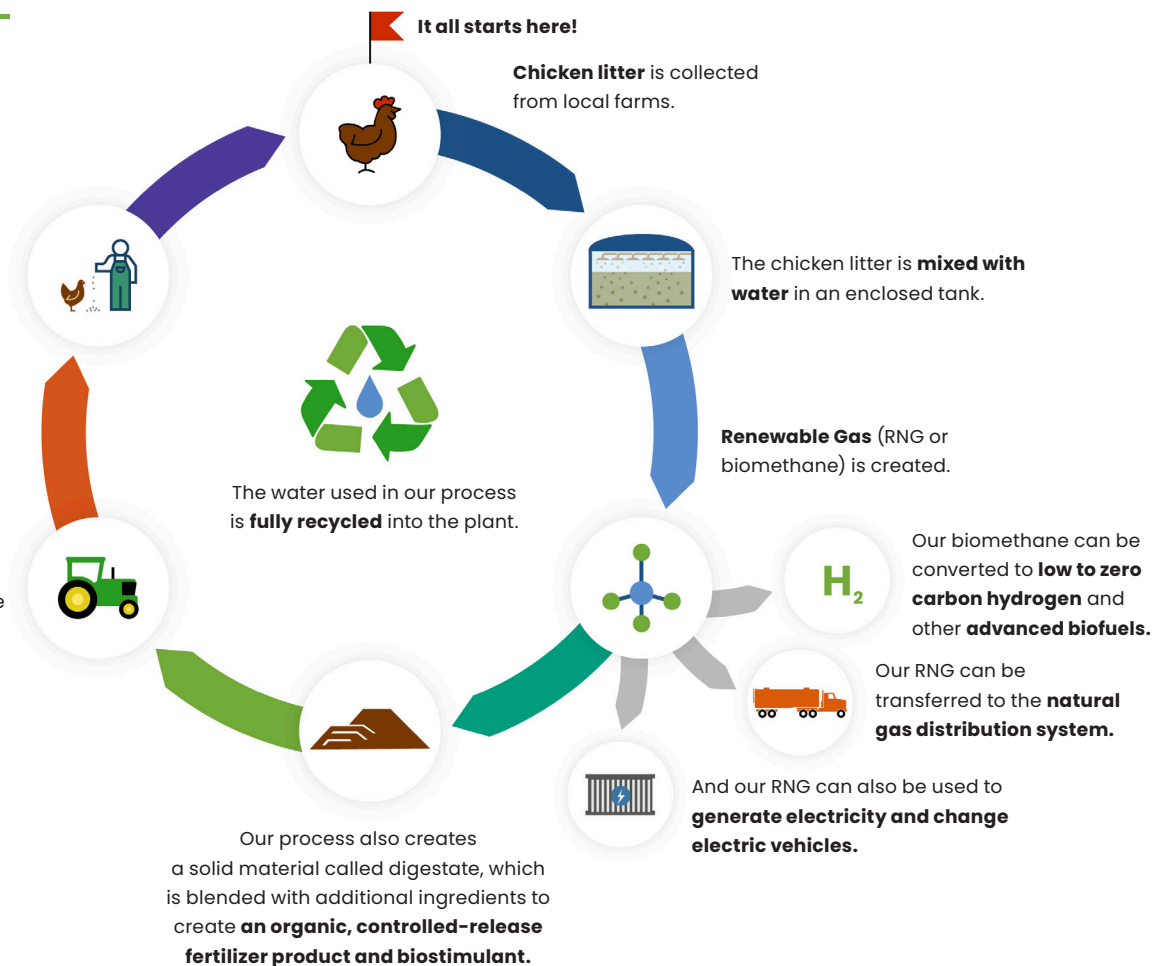 It all starts here!
Chicken litter is collected
from local farms.
The chicken litter is mixed with
water in an enclosed tank.
Renewable Gas (RNG or
biomethane) is created.
The water used in our process
is fully recycled into the plant.
H2
Our biomethane can be
converted to low to zero
carbon hydrogen and
other advanced biofuels.
Our RNG can be
transferred to the natural
gas distribution system.
And our RNG can also be used to
generate electricity and change
electric vehicles.
Our process also creates
a solid material called digestate, which
is blended with additional ingredients to
create an organic, controlled-release
fertilizer product and biostimulant.